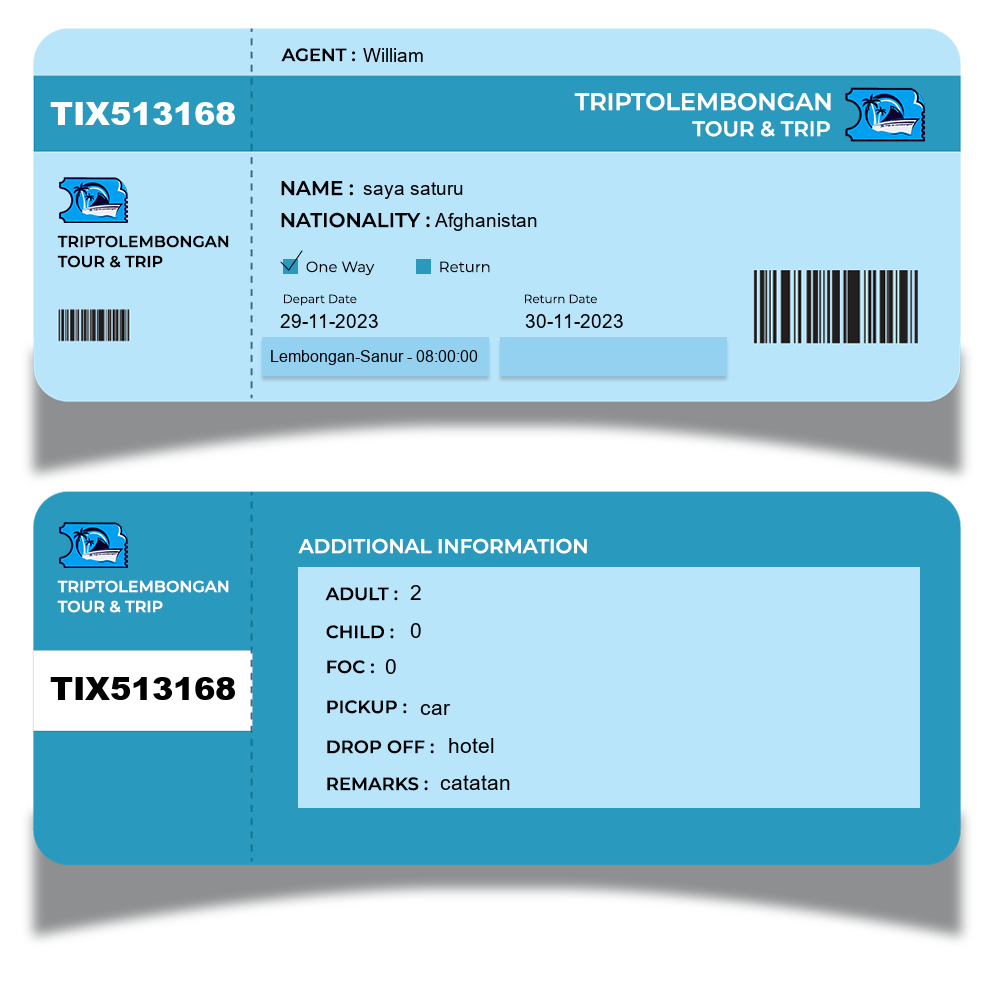 AGENT : William
TIX513168
TRIPTOLEMBONGAN
TOUR & TRIP
TRIPTOLEMBONGAN
TOUR & TRIP
NAME : saya saturu
NATIONALITY : Afghanistan
One Way Return
Depart Date Return Date
29-11-2023 30-11-2023
Lembongan-Sanur - 08:00:00
TRIPTOLEMBONGAN
TOUR & TRIP
TIX513168
ADDITIONAL INFORMATION
ADULT : 2
CHILD : 0
FOC : 0
PICKUP : car
DROP OFF : hotel
REMARKS : catatan